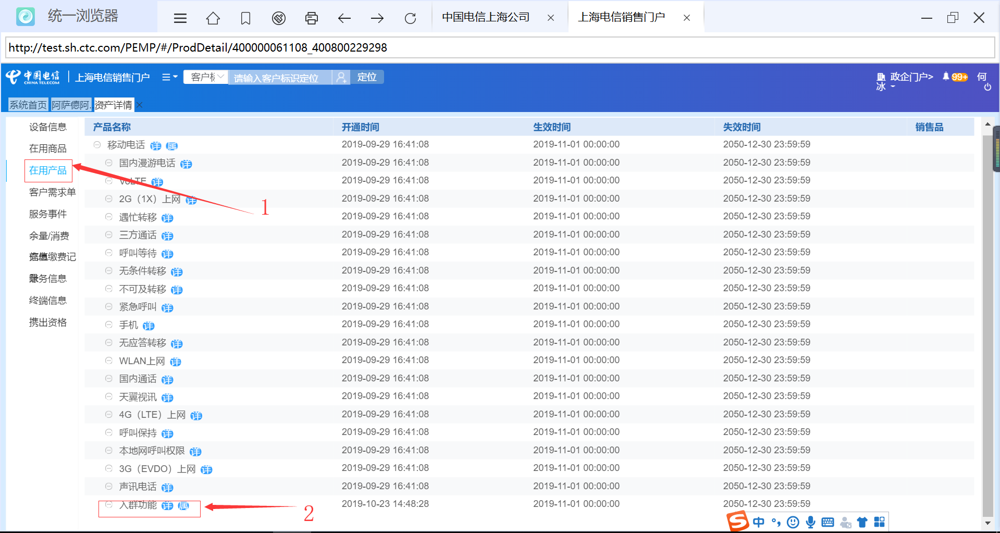 统一浏览器
中国电信上海公司
上海电信销售门户
http://test.sh.ctc.com/PEMP/#/ProdDetail/400000061108_400800229298
中国电信
CHINA TELECOM
上海电信销售门户
客户标
请输入客户标识定位
定位
政企门户>
99+
何
冰
系统首页
阿萨德阿..
资产详情
设备信息
在用商品
在用产品
客户需求单
服务事件
余量/消费
缴费记
账务信息
终端信息
携出资格
产品名称 开通时间 生效时间 失效时间 销售品
移动电话 详 属 2019-09-29 16:41:08 2019-11-01 00:00:00 2050-12-30 23:59:59
国内漫游电话 详 2019-09-29 16:41:08 2019-11-01 00:00:00 2050-12-30 23:59:59
VoLTE 详 2019-09-29 16:41:08 2019-11-01 00:00:00 2050-12-30 23:59:59
2G（1X）上网 详 2019-09-29 16:41:08 2019-11-01 00:00:00 2050-12-30 23:59:59
遇忙转移 详 2019-09-29 16:41:08 2019-11-01 00:00:00 2050-12-30 23:59:59
三方通话 详 2019-09-29 16:41:08 2019-11-01 00:00:00 2050-12-30 23:59:59
呼叫等待 详 2019-09-29 16:41:08 2019-11-01 00:00:00 2050-12-30 23:59:59
无条件转移 详 2019-09-29 16:41:08 2019-11-01 00:00:00 2050-12-30 23:59:59
不可及转移 详 2019-09-29 16:41:08 2019-11-01 00:00:00 2050-12-30 23:59:59
紧急呼叫 详 2019-09-29 16:41:08 2019-11-01 00:00:00 2050-12-30 23:59:59
手机 详 2019-09-29 16:41:08 2019-11-01 00:00:00 2050-12-30 23:59:59
无应答转移 详 2019-09-29 16:41:08 2019-11-01 00:00:00 2050-12-30 23:59:59
WLAN上网 详 2019-09-29 16:41:08 2019-11-01 00:00:00 2050-12-30 23:59:59
国内通话 详 2019-09-29 16:41:08 2019-11-01 00:00:00 2050-12-30 23:59:59
天翼视讯 详 2019-09-29 16:41:08 2019-11-01 00:00:00 2050-12-30 23:59:59
4G（LTE）上网 详 2019-09-29 16:41:08 2019-11-01 00:00:00 2050-12-30 23:59:59
呼叫保持 详 2019-09-29 16:41:08 2019-11-01 00:00:00 2050-12-30 23:59:59
本地网呼叫权限 详 2019-09-29 16:41:08 2019-11-01 00:00:00 2050-12-30 23:59:59
3G（EVDO）上网 详 2019-09-29 16:41:08 2019-11-01 00:00:00 2050-12-30 23:59:59
声讯电话 详 2019-09-29 16:41:08 2019-11-01 00:00:00 2050-12-30 23:59:59
入群功能 详 属 2019-10-23 14:48:28 2019-11-01 00:00:00 2050-12-30 23:59:59
1
2
中